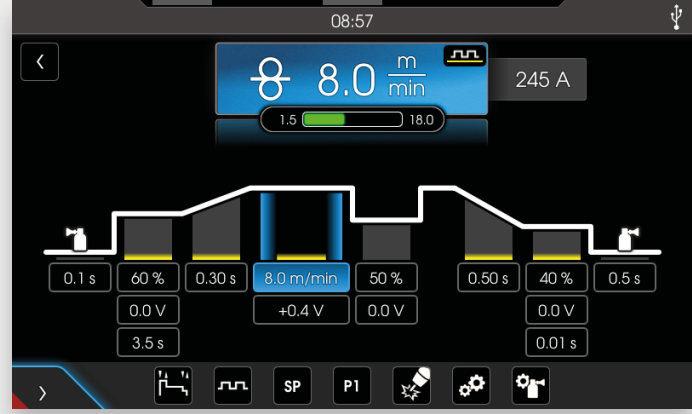 08:57
8.0 m/min
245 A
1.5 18.0
0.1 s 60 % 0.30 s 8.0 m/min 50 % 0.50 s 40 % 0.5 s
0.0 V +0.4 V 0.0 V 0.0 V
3.5 s 0.01 s
SP P1